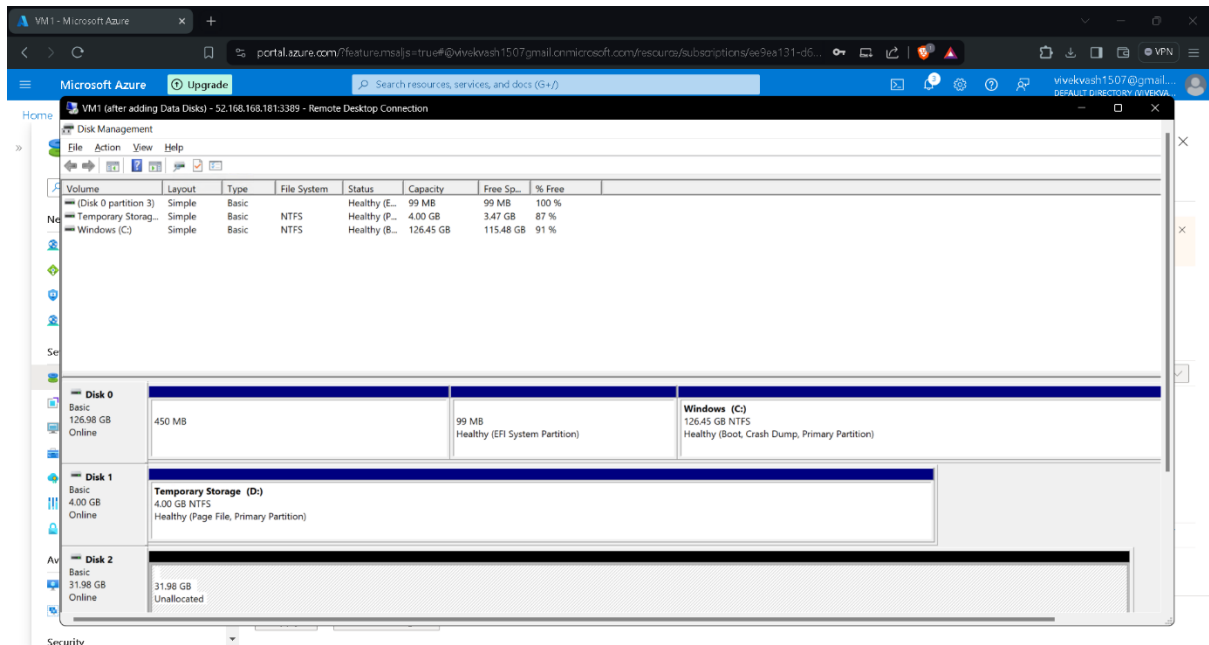 VM1 - Microsoft Azure
portal.azure.com/?feature.msaljs=true#@vivekvash1507gmail.onmicrosoft.com/resource/subscriptions/ee9ea131-d6...
VPN
Microsoft Azure
Upgrade
Search resources, services, and docs (G+/)
3
vivekvash1507@gmail....
DEFAULT DIRECTORY (VIVEKVA...
Home
VM1 (after adding Data Disks) - 52.168.168.181:3389 - Remote Desktop Connection
Disk Management
File Action View Help
Volume Layout Type File System Status Capacity Free Sp... % Free
(Disk 0 partition 3) Simple Basic Healthy (E... 99 MB 99 MB 100 %
Temporary Storag... Simple Basic NTFS Healthy (P... 4.00 GB 3.47 GB 87 %
Windows (C:) Simple Basic NTFS Healthy (B... 126.45 GB 115.48 GB 91 %
Ne
Se
Disk 0
Basic
126.98 GB
Online
450 MB
99 MB
Healthy (EFI System Partition)
Windows (C:)
126.45 GB NTFS
Healthy (Boot, Crash Dump, Primary Partition)
Disk 1
Basic
4.00 GB
Online
Temporary Storage (D:)
4.00 GB NTFS
Healthy (Page File, Primary Partition)
Av
Disk 2
Basic
31.98 GB
Online
31.98 GB
Unallocated
Security